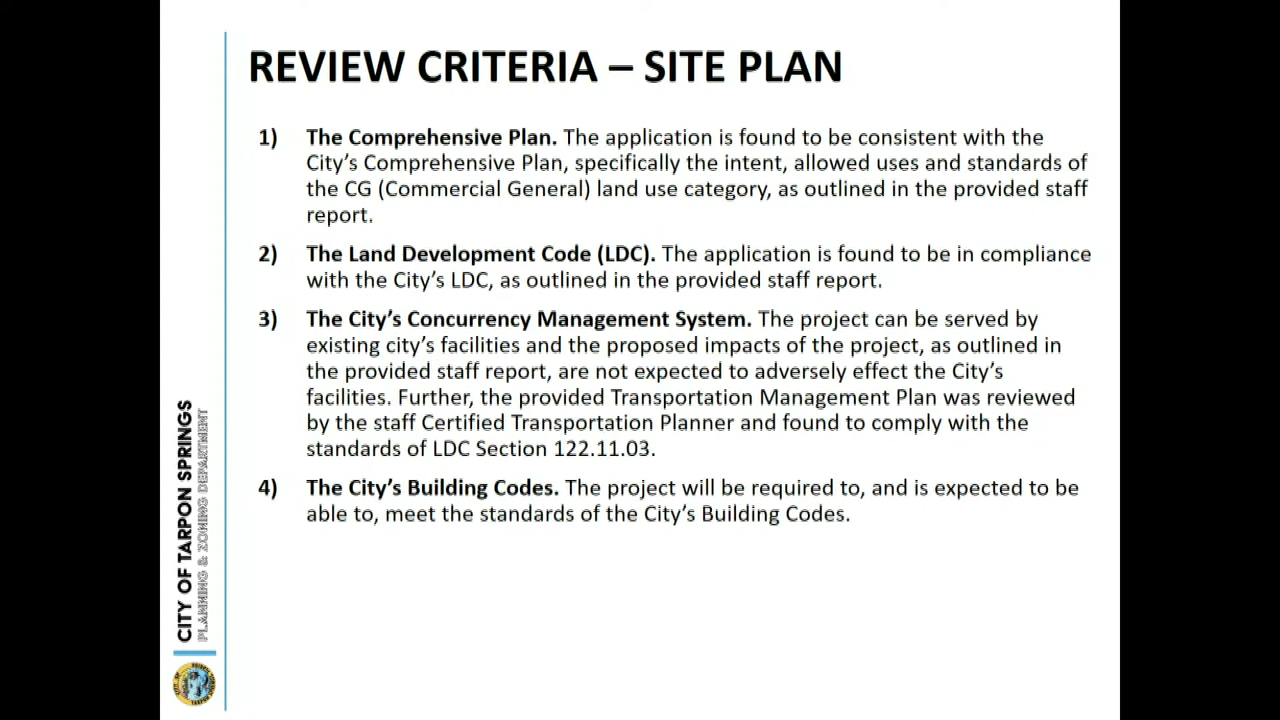 REVIEW CRITERIA – SITE PLAN
1) The Comprehensive Plan. The application is found to be consistent with the
City's Comprehensive Plan, specifically the intent, allowed uses and standards of
the CG (Commercial General) land use category, as outlined in the provided staff
report.
2) The Land Development Code (LDC). The application is found to be in compliance
with the City's LDC, as outlined in the provided staff report.
3) The City's Concurrency Management System. The project can be served by
existing city's facilities and the proposed impacts of the project, as outlined in
the provided staff report, are not expected to adversely effect the City's
facilities. Further, the provided Transportation Management Plan was reviewed
by the staff Certified Transportation Planner and found to comply with the
standards of LDC Section 122.11.03.
4) The City's Building Codes. The project will be required to, and is expected to be
able to, meet the standards of the City's Building Codes.
CITY OF TARPON SPRINGS
PLANNING & ZONING DEPARTMENT